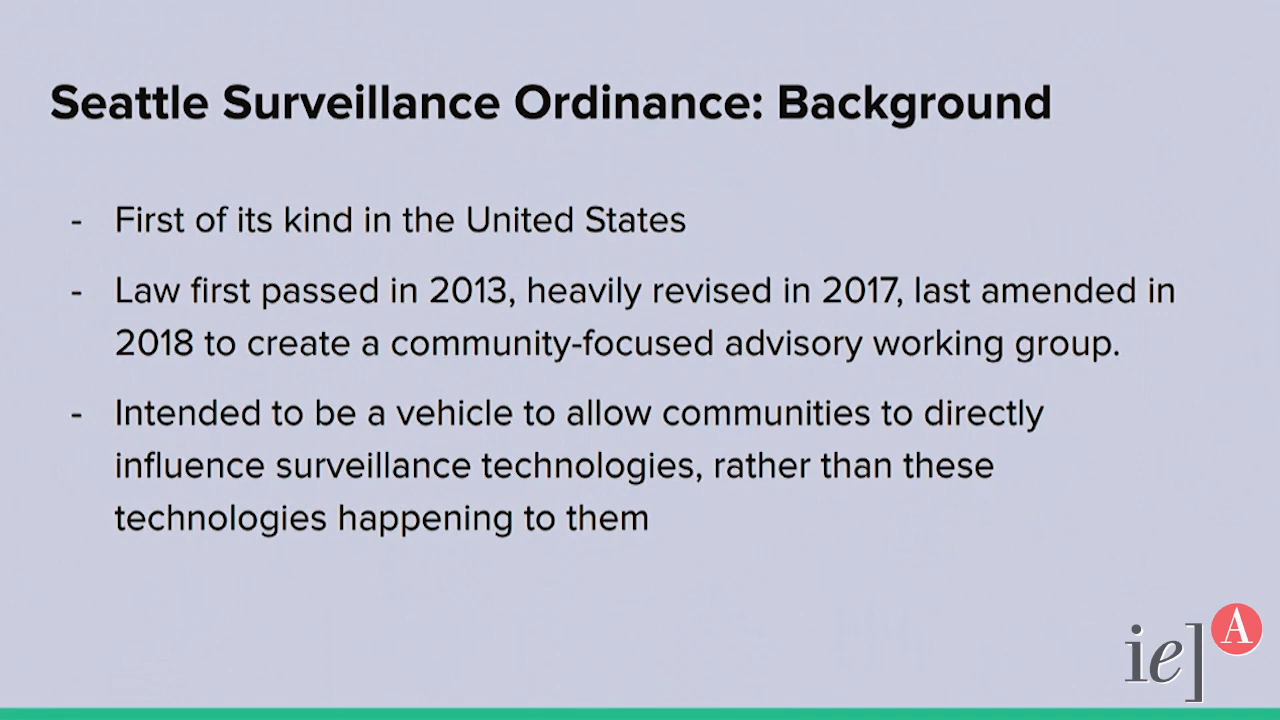 Seattle Surveillance Ordinance: Background
- First of its kind in the United States
- Law first passed in 2013, heavily revised in 2017, last amended in
2018 to create a community-focused advisory working group.
- Intended to be a vehicle to allow communities to directly
influence surveillance technologies, rather than these
technologies happening to them
ie] A